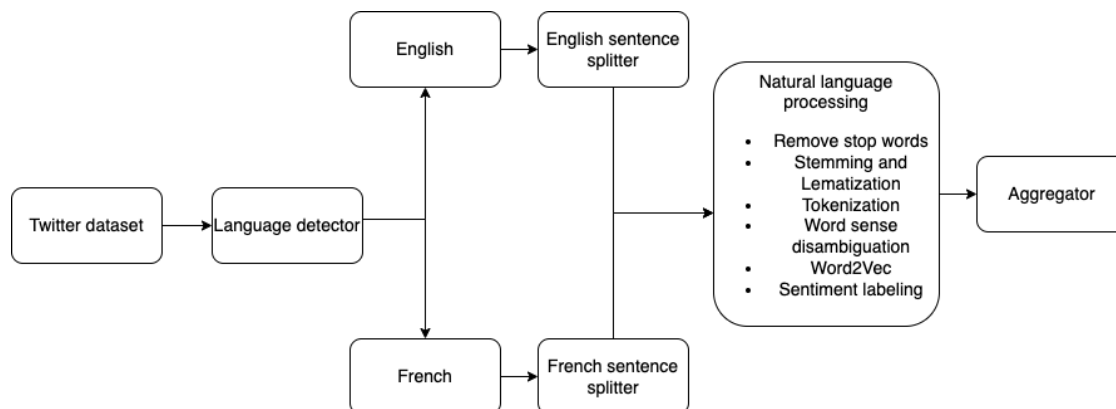 Twitter dataset
Language detector
English
English sentence
splitter
French
French sentence
splitter
Natural language
processing
• Remove stop words
• Stemming and
Lematization
• Tokenization
• Word sense
disambiguation
• Word2Vec
• Sentiment labeling
Aggregator